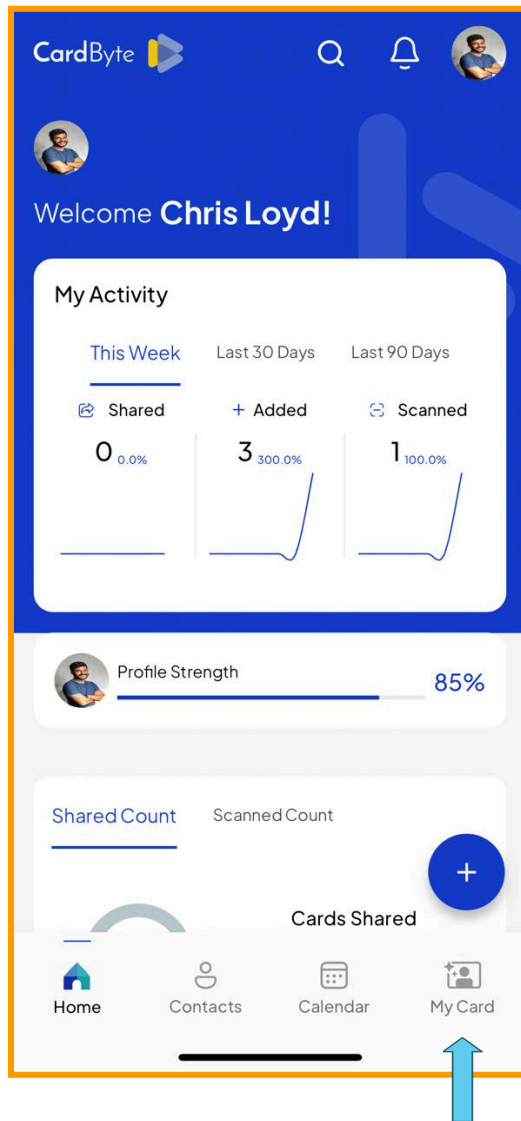 CardByte
Welcome Chris Loyd!
My Activity
This Week Last 30 Days Last 90 Days
Shared + Added Scanned
0 0.0% 3 300.0% 1 100.0%
Profile Strength
85%
Shared Count Scanned Count
+
Cards Shared
Home Contacts Calendar My Card